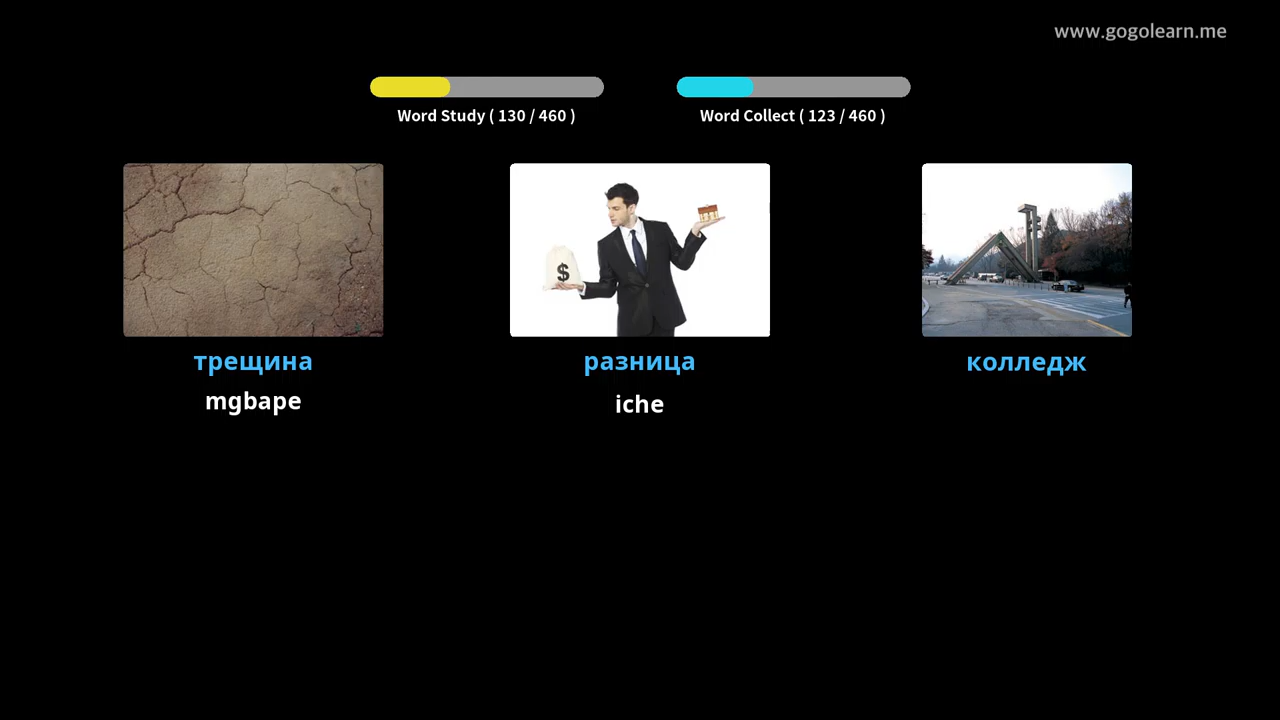 www.gogolearn.me
Word Study ( 130 / 460 )
Word Collect ( 123 / 460 )
трещина
разница
колледж
mgbape
iche
$